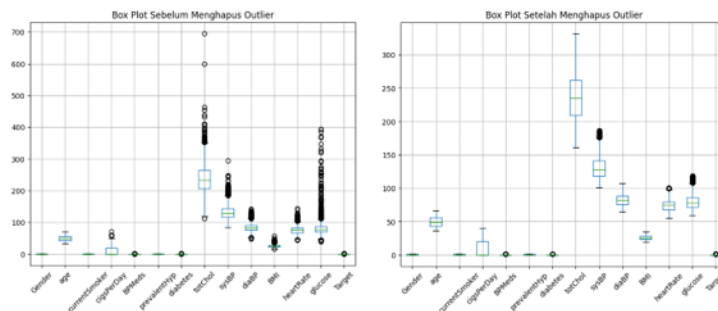 Box Plot Sebelum Menghapus Outlier
700
600
500
400
300
200
100
0
Gender
age
currentSmoker
cigsPerDay
BPMeds
prevalentHyp
diabetes
totChol
sysBP
diaBP
BMI
heartRate
glucose
Target
Box Plot Setelah Menghapus Outlier
300
250
200
150
100
50
0
Gender
age
currentSmoker
cigsPerDay
BPMeds
prevalentHyp
diabetes
totChol
sysBP
diaBP
BMI
heartRate
glucose
Target